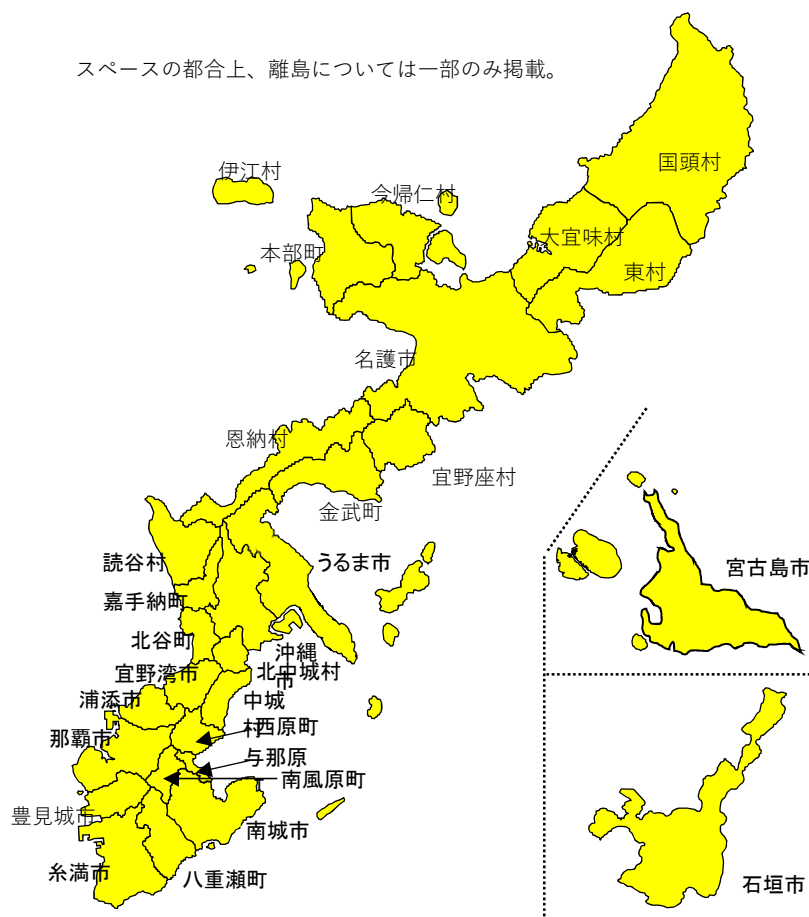 スペースの都合上、離島については一部のみ掲載。
国頭村
伊江村
今帰仁村
大宜味村
本部町
東村
名護市
恩納村
宜野座村
金武町
読谷村
うるま市
宮古島市
嘉手納町
北谷町
沖縄
市
宜野湾市
北中城村
浦添市
中城
村
西原町
那覇市
与那原
南風原町
豊見城市
南城市
糸満市
八重瀬町
石垣市